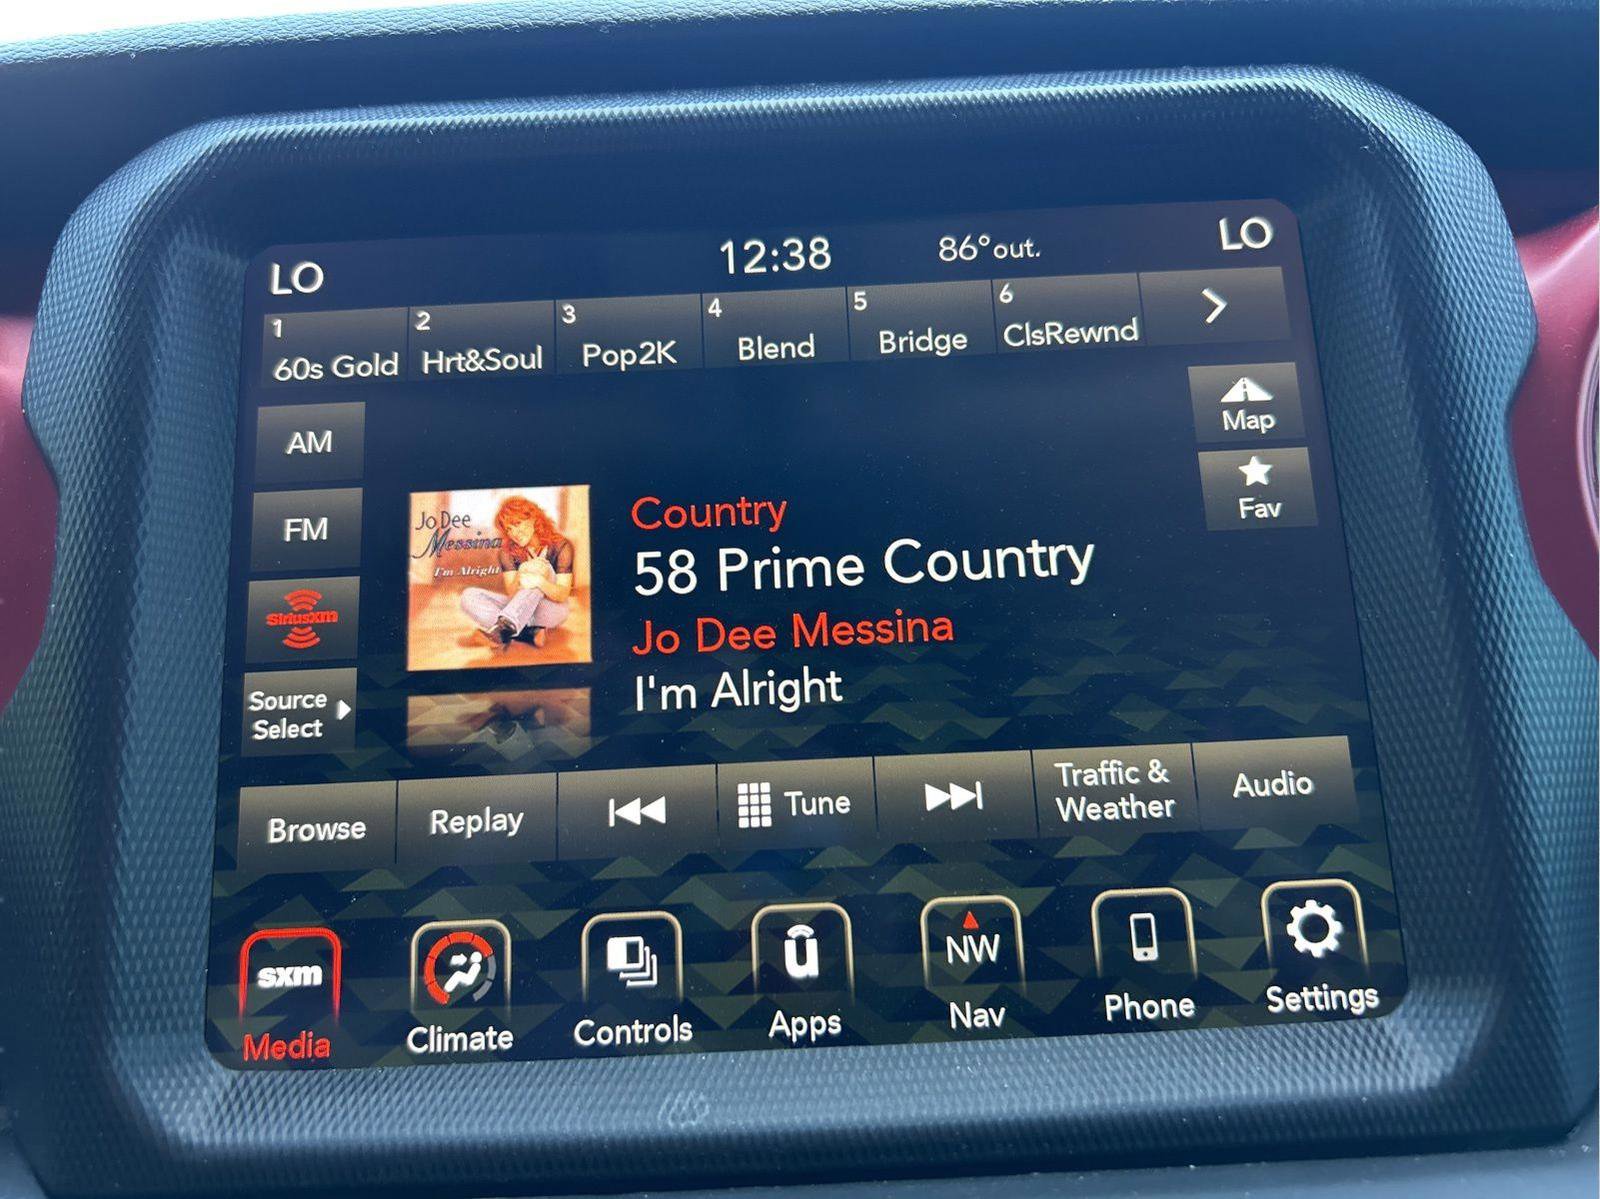 LO
12:38
86° out.
LO
1 60s Gold
2 Hrt&Soul
3 Pop2K
4 Blend
5 Bridge
6 ClsRewnd
AM
FM
siriusxm
Source
Select
Jo Dee
Messina
I'm Alright
Country
58 Prime Country
Jo Dee Messina
I'm Alright
Map
Fav
Browse
Replay
Tune
Traffic &
Weather
Audio
sxm
Media
Climate
Controls
u
Apps
NW
Nav
Phone
Settings